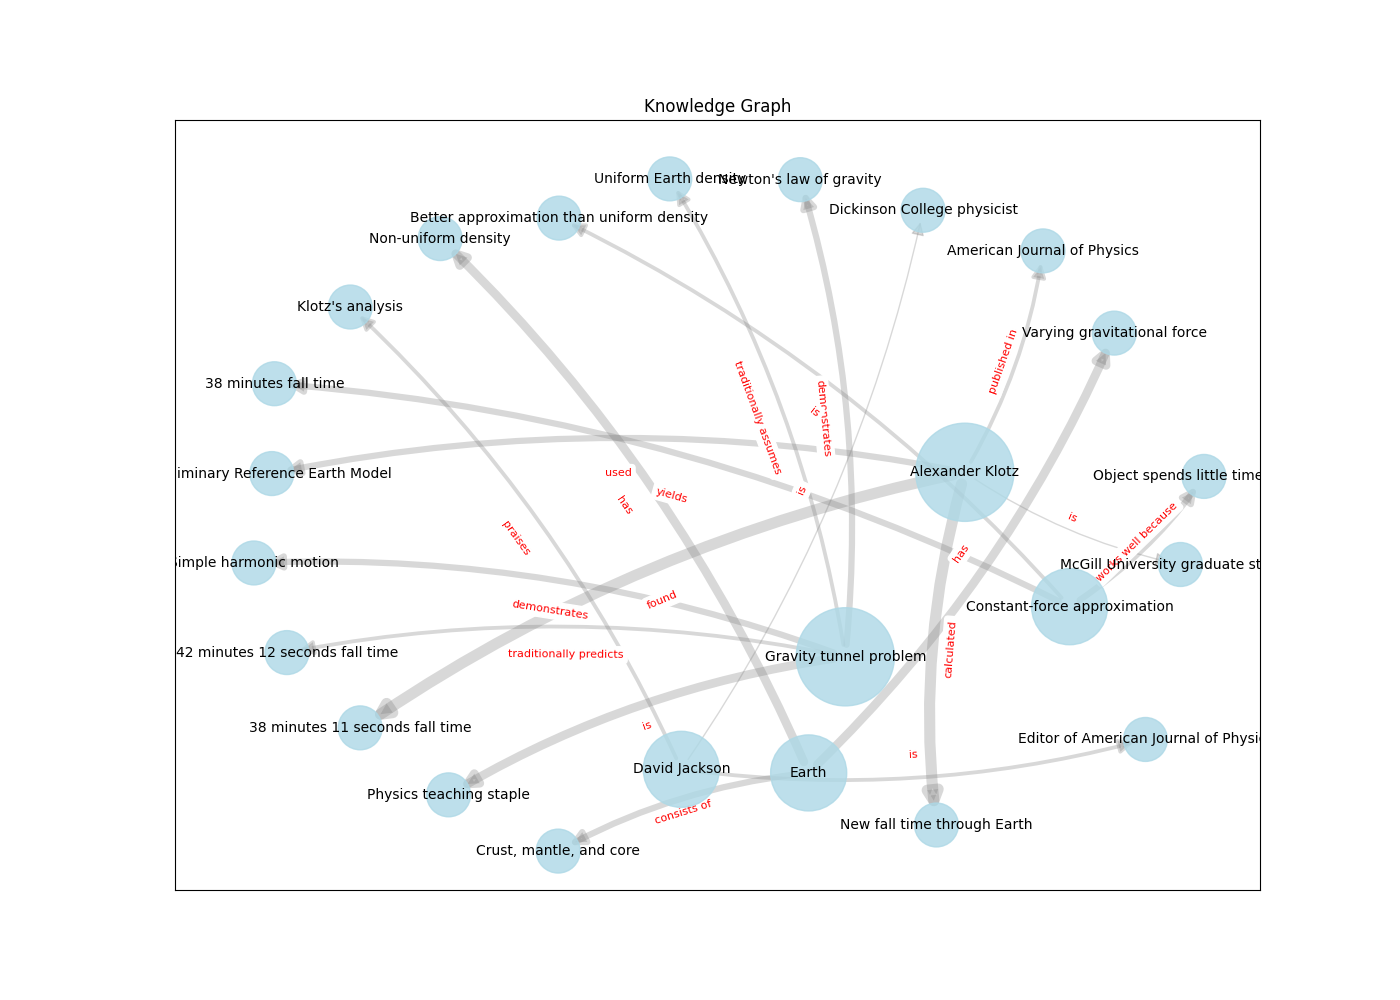 Knowledge Graph
Uniform Earth density
Newton's law of gravity
Dickinson College physicist
Better approximation than uniform density
Non-uniform density
American Journal of Physics
Klotz's analysis
Varying gravitational force
published in
38 minutes fall time
traditionally assumes
demonstrates
is
iminary Reference Earth Model
used
Alexander Klotz
Object spends little time
yields
is
has
is
praises
works well because
has
imple harmonic motion
McGill University graduate st
found
demonstrates
Constant-force approximation
42 minutes 12 seconds fall time
traditionally predicts
Gravity tunnel problem
calculated
38 minutes 11 seconds fall time
is
Editor of American Journal of Physi
is
David Jackson
Earth
Physics teaching staple
consists of
New fall time through Earth
Crust, mantle, and core